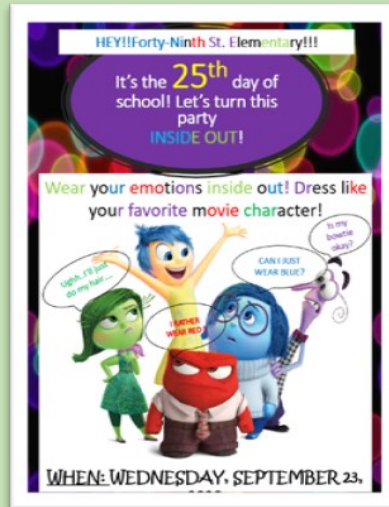 HEY!!Forty-Ninth St. Elementary!!!
It's the 25th day of
school! Let's turn this
party
INSIDE OUT!
Wear your emotions inside out! Dress like
your favorite movie character!
Is my
bowtie
okay?
Ughh, I'll just
do my hair....
CAN I JUST
WEAR BLUE?
I RATHER
WEAR RED!
WHEN: WEDNESDAY, SEPTEMBER 23,